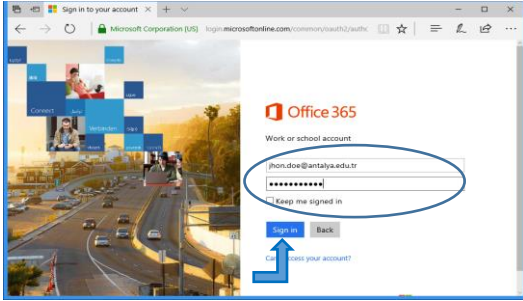 Sign in to your account
Microsoft Corporation [US]
login.microsoftonline.com/common/oauth2/authc
Connect
Office 365
Work or school account
jhon.doe@antalya.edu.tr
•••••••••••
Keep me signed in
Sign in
Back
access your account?